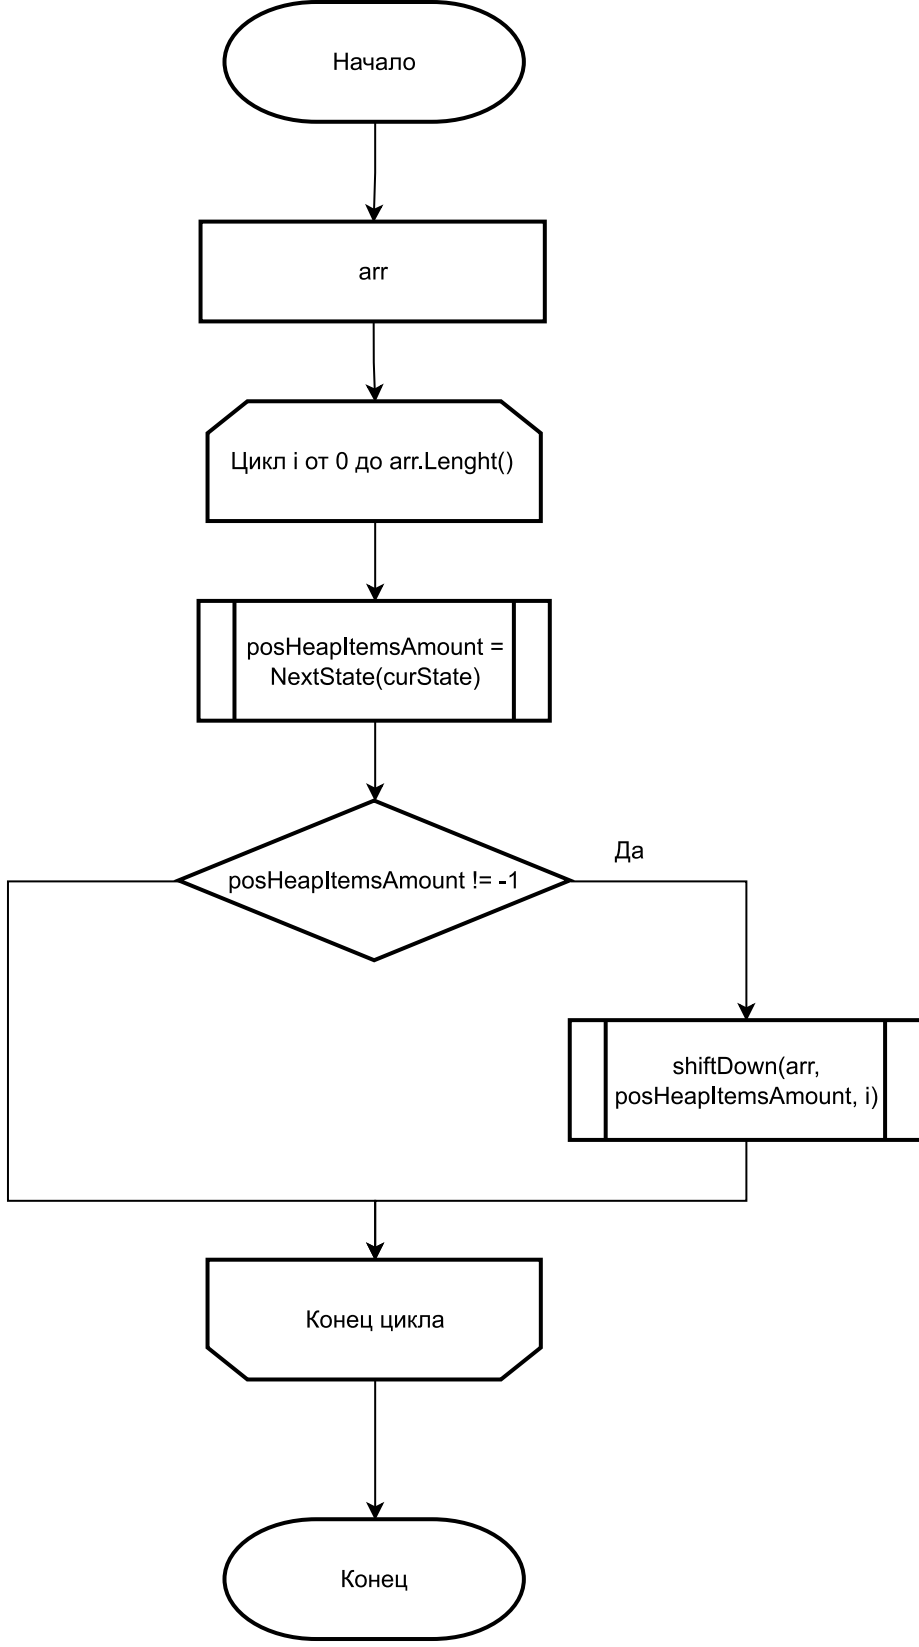 Начало
arr
Цикл i от 0 до arr.Lenght()
posHeapItemsAmount =
NextState(curState)
posHeapItemsAmount != -1
Да
shiftDown(arr,
posHeapItemsAmount, i)
Конец цикла
Конец